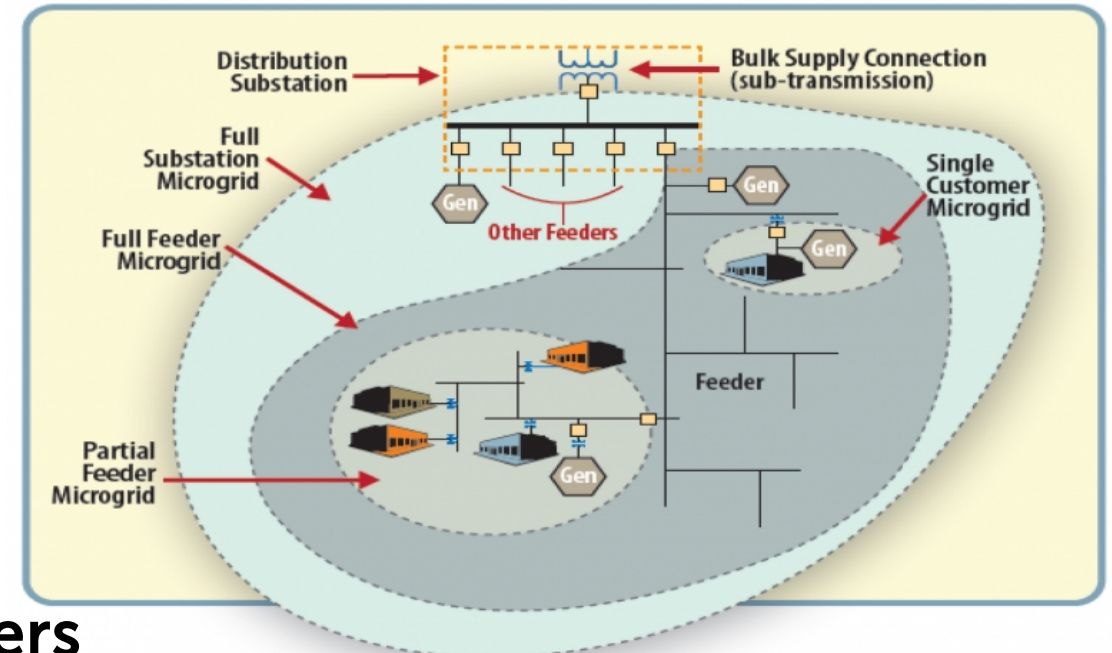 Distribution
Substation
Bulk Supply Connection
(sub-transmission)
Full
Substation
Microgrid
Single
Customer
Microgrid
Gen
Gen
Other Feeders
Full Feeder
Microgrid
Gen
Feeder
Partial
Feeder
Microgrid
Gen
ers